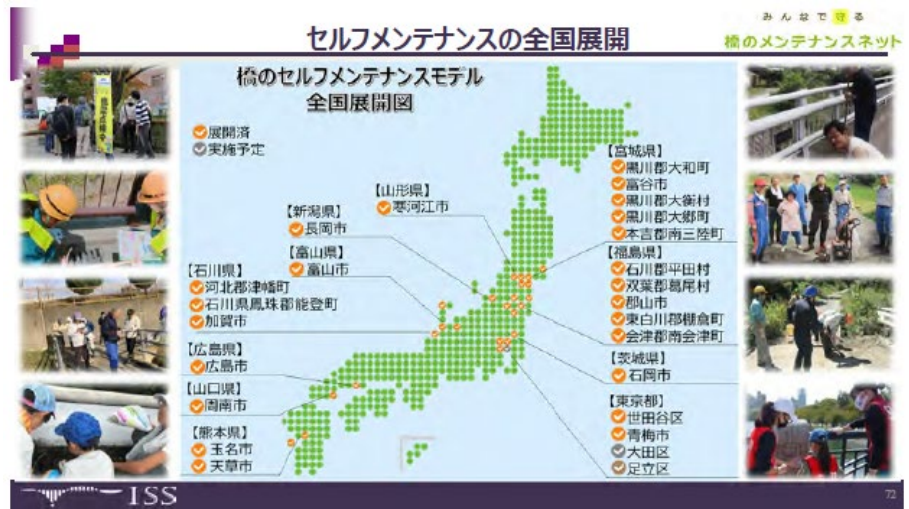 セルフメンテナンスの全国展開
みんなで守る
橋のメンテナンスネット
橋のセルフメンテナンスモデル
全国展開図
展開済
実施予定
【山形県】
寒河江市
【新潟県】
長岡市
【富山県】
富山市
【石川県】
河北郡津幡町
石川県鳳珠郡能登町
加賀市
【広島県】
広島市
【山口県】
周南市
【熊本県】
玉名市
天草市
【宮城県】
黒川郡大和町
富谷市
黒川郡大衡村
黒川郡大郷町
本吉郡南三陸町
【福島県】
石川郡平田村
双葉郡葛尾村
郡山市
東白川郡棚倉町
会津郡南会津町
【茨城県】
石岡市
【東京都】
世田谷区
青梅市
大田区
足立区
ISS
72